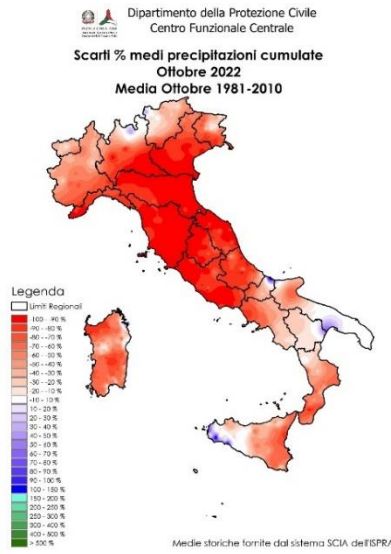 Dipartimento della Protezione Civile
Centro Funzionale Centrale
Scarti % medi precipitazioni cumulate
Ottobre 2022
Media Ottobre 1981-2010
Legenda
Limiti Regionali
-100 - -90 %
-90 - -80 %
-80 - -70 %
-70 - -60 %
-60 - -50 %
-50 - -40 %
-40 - -30 %
-30 - -20 %
-20 - -10 %
-10 - 10 %
10 - 20 %
20 - 30 %
30 - 40 %
40 - 50 %
50 - 60 %
60 - 70 %
70 - 80 %
80 - 90 %
90 - 100 %
100 - 150 %
150 - 200 %
200 - 250 %
250 - 300 %
300 - 400 %
400 - 500 %
> 500 %
Medie storiche fornite dal sistema SCIA dell'ISPRA